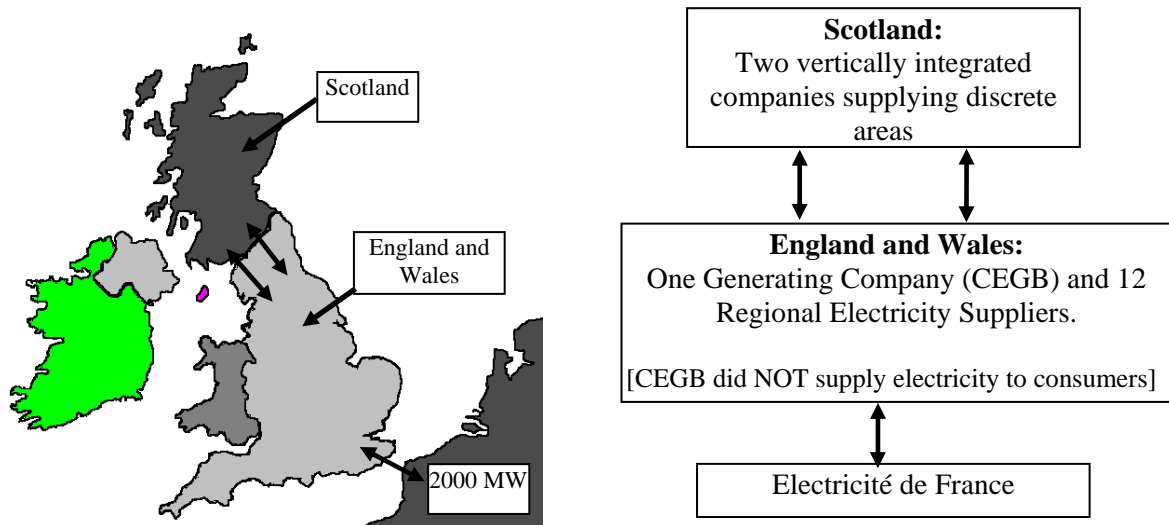 Scotland
England and
Wales
2000 MW
Scotland:
Two vertically integrated
companies supplying discrete
areas
England and Wales:
One Generating Company (CEGB) and 12
Regional Electricity Suppliers.
[CEGB did NOT supply electricity to consumers]
Electricité de France